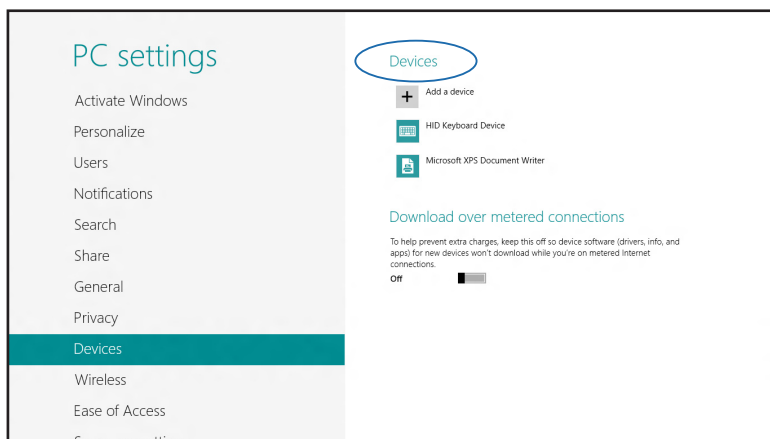 PC settings
Activate Windows
Personalize
Users
Notifications
Search
Share
General
Privacy
Devices
Wireless
Ease of Access
Devices
Add a device
HID Keyboard Device
Microsoft XPS Document Writer
Download over metered connections
To help prevent extra charges, keep this off so device software (drivers, info, and
apps) for new devices won't download while you're on metered Internet
connections.
Off